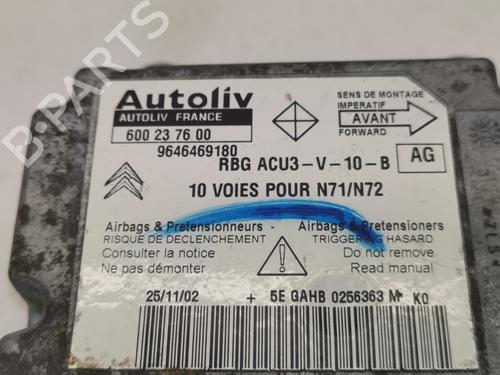 B-PARTS
Autoliv
AUTOLIV FRANCE
600 23 76 00
9646469180
SENS DE MONTAGE
IMPERATIF
AVANT
FORWARD
RBG ACU3-V-10-B
AG
10 VOIES POUR N71/N72
Airbags & Pretensionneurs - Airbags & Pretensioners
RISQUE DE DECLENCHEMENT
TRIGGERING HASARD
Consulter la notice
Do not remove
Ne pas démonter
Read manual
25/11/02 + 5E GAHB 0256363 M* K0